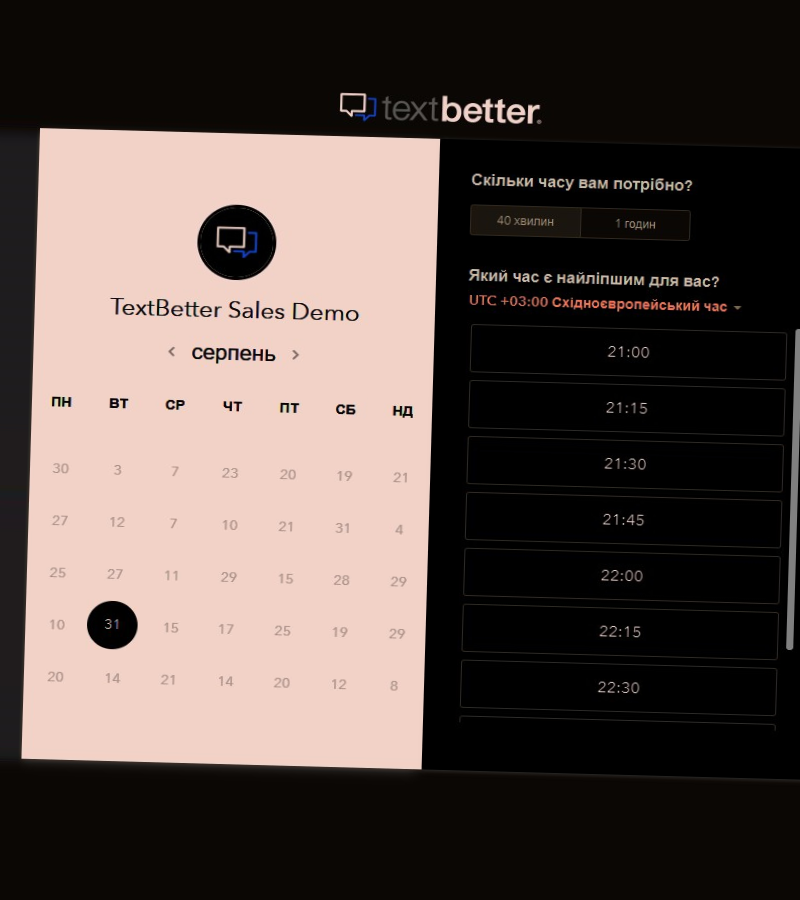 textbetter.
TextBetter Sales Demo
серпень
ПН ВТ СР ЧТ ПТ СБ НД
30 3 7 23 20 19 21
27 12 7 10 21 31 4
25 27 11 29 15 28 29
10 31 15 17 25 19 29
20 14 21 14 20 12 8
Скільки часу вам потрібно?
40 хвилин 1 годин
Який час є найліпшим для вас?
UTC +03:00 Східноєвропейський час
21:00
21:15
21:30
21:45
22:00
22:15
22:30